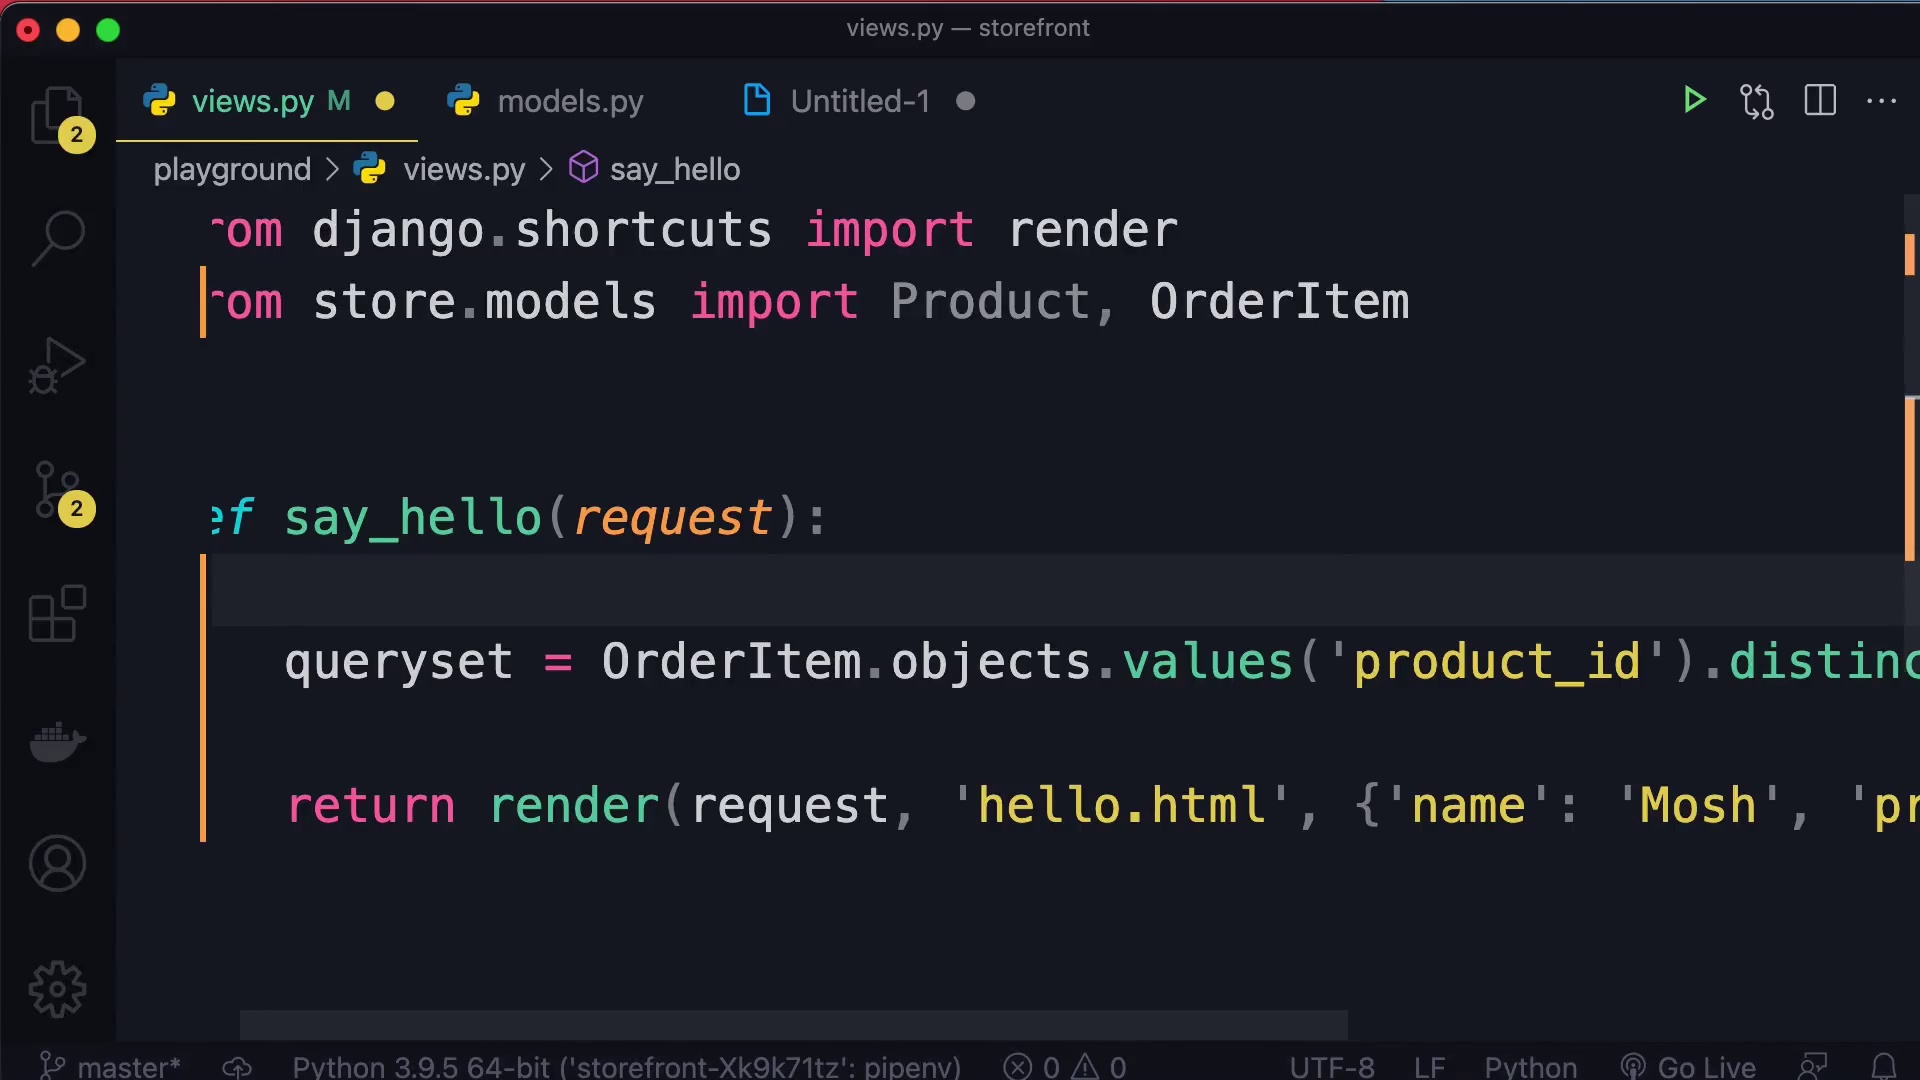 views.py — storefront
views.py M models.py Untitled-1
2
playground > views.py > say_hello
rom django.shortcuts import render
rom store.models import Product, OrderItem
ef say_hello(request):
2
queryset = OrderItem.objects.values('product_id').distinc
return render(request, 'hello.html', {'name': 'Mosh', 'pr
master* Python 3.9.5 64-bit ('storefront-Xk9k71tz': pipenv) 0 0 UTF-8 LF Python Go Live